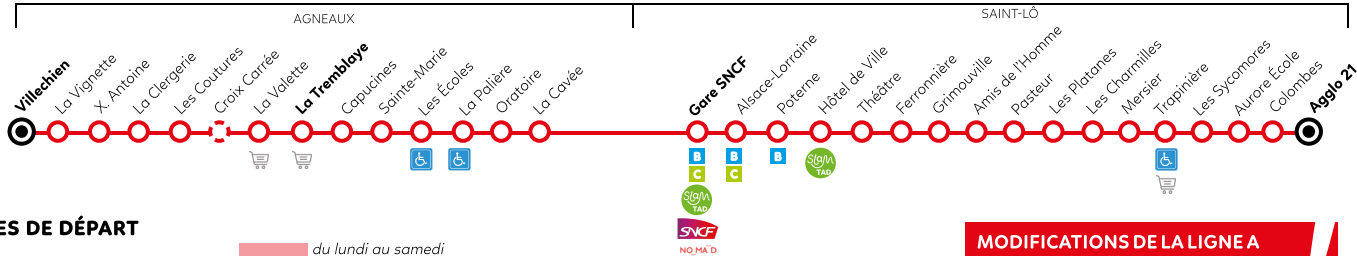 AGNEAUX
SAINT-LÔ
Villechien
La Vignette
X. Antoine
La Clergerie
Les Coutures
Croix Carrée
La Valette
La Tremblaye
Capucines
Sainte-Marie
Les Écoles
La Palière
Oratoire
La Cavée
Gare SNCF
Alsace-Lorraine
Poterne
Hôtel de Ville
Théâtre
Ferronnière
Grimouville
Amis de l'Homme
Pasteur
Les Platanes
Les Charmilles
Mersier
Trapinière
Les Sycomores
Aurore École
Colombes
Agglo 21
B
B
B
C
C
SLAM
TAD
SLAM
TAD
SNCF
NOMAD
ES DE DÉPART
du lundi au samedi
MODIFICATIONS DE LA LIGNE A